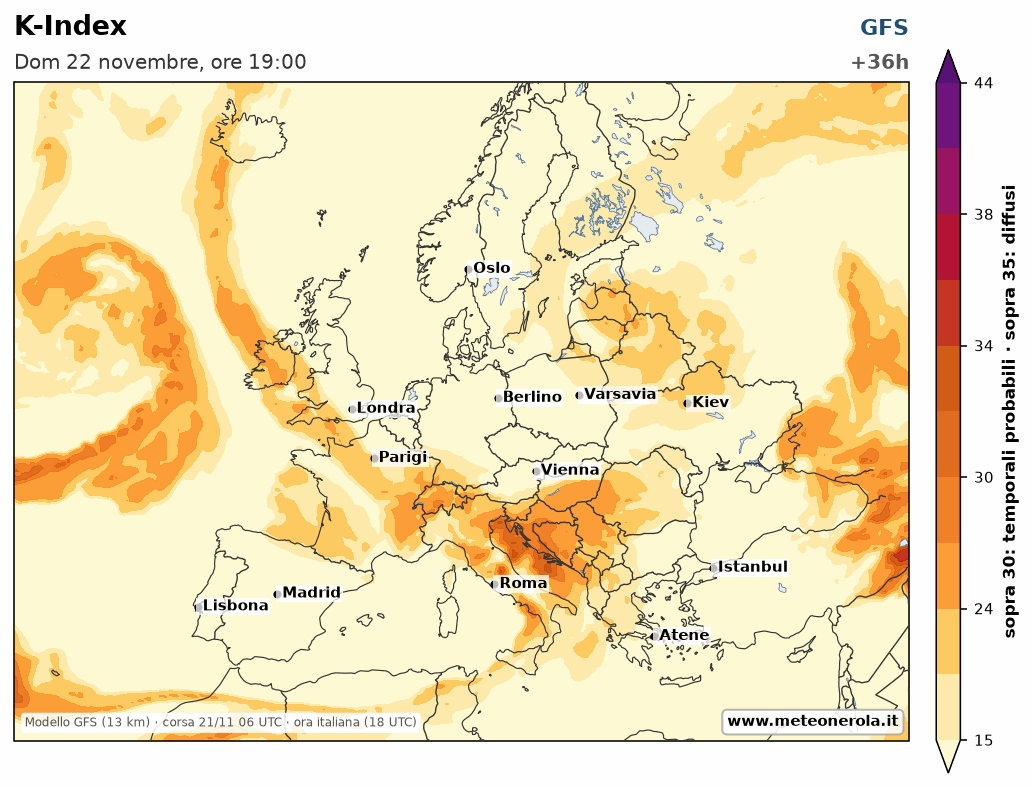 K-Index
GFS
Dom 22 novembre, ore 19:00
+36h
Oslo
Londra
Berlino
Varsavia
Kiev
Parigi
Vienna
Istanbul
Roma
Madrid
Lisbona
Atene
Modello GFS (13 km) · corsa 21/11 06 UTC · ora italiana (18 UTC)
www.meteonerola.it
44
38
34
30
24
15
sopra 30: temporali probabili · sopra 35: diffusi